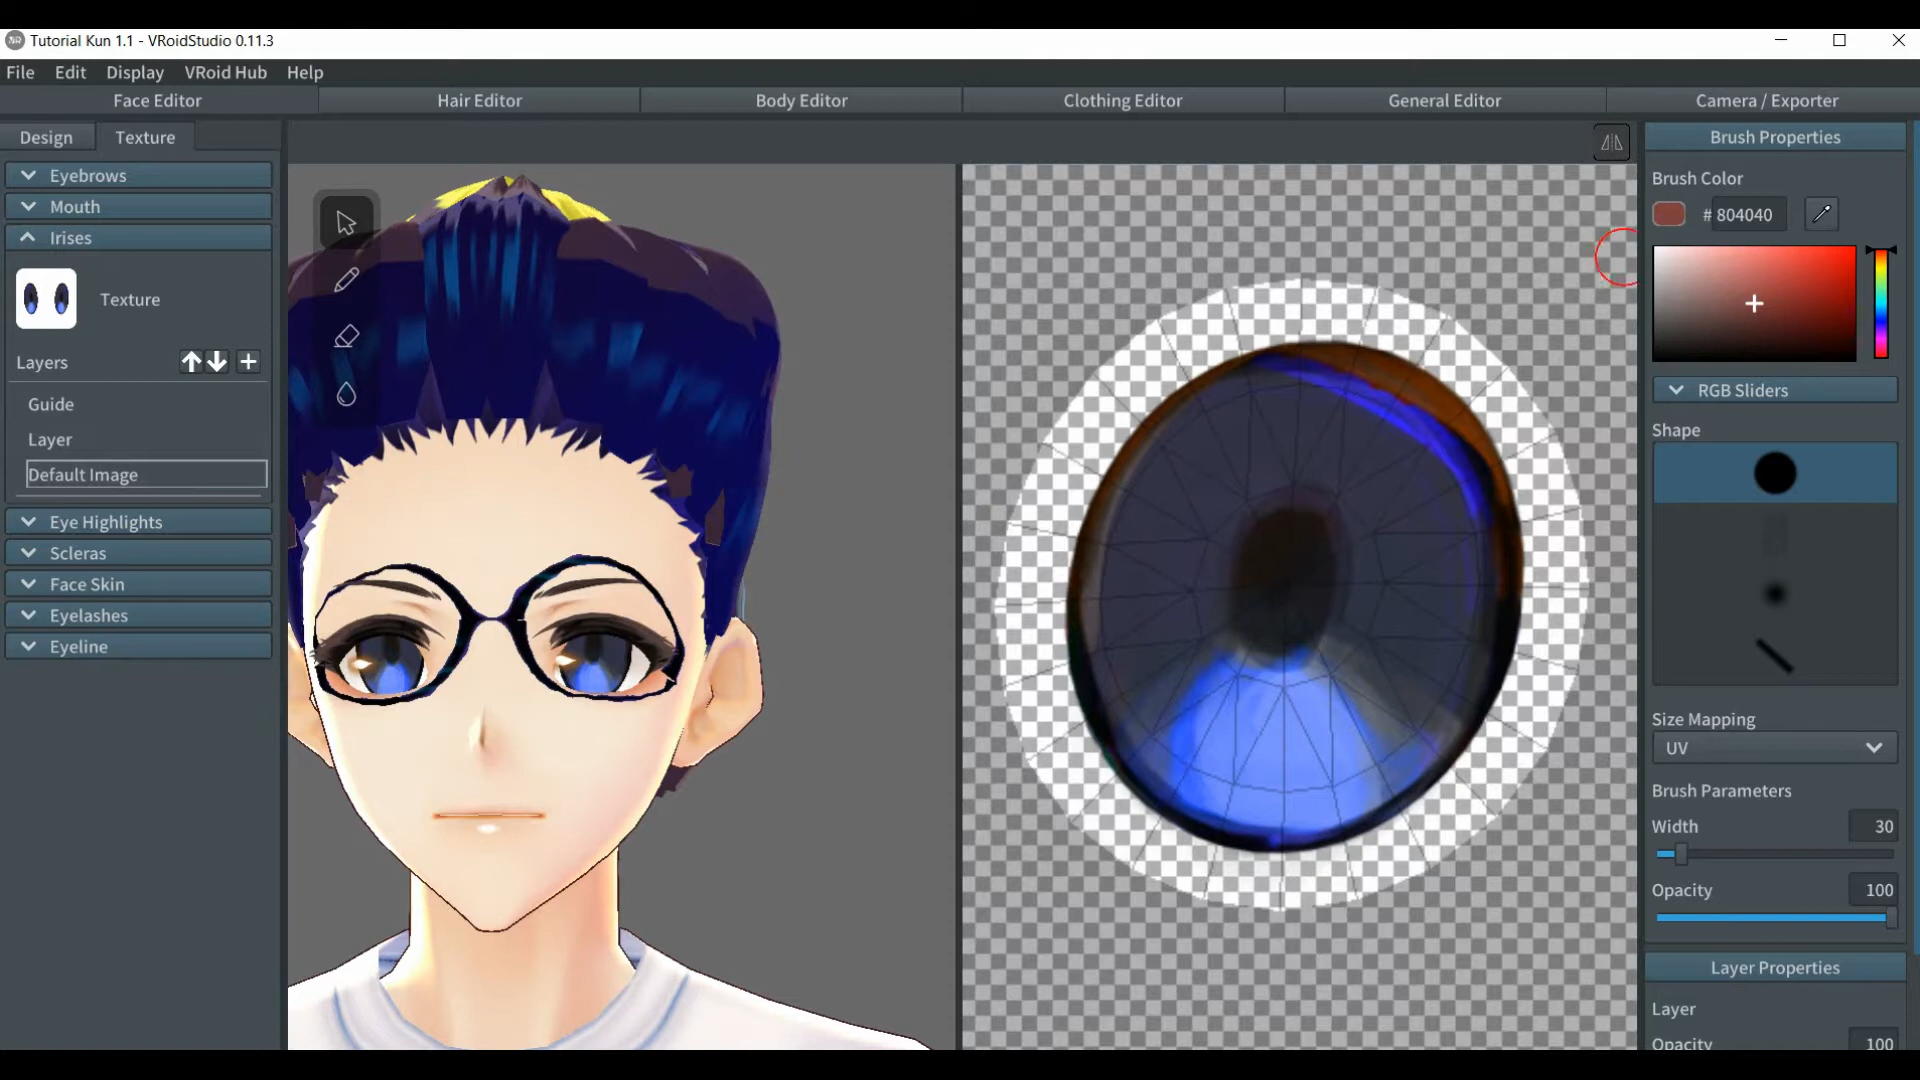 Tutorial Kun 1.1 - VRoidStudio 0.11.3
File Edit Display VRoid Hub Help
Face Editor Hair Editor Body Editor Clothing Editor General Editor Camera / Exporter
Design Texture
Eyebrows
Mouth
Irises
Texture
Layers
Guide
Layer
Default Image
Eye Highlights
Scleras
Face Skin
Eyelashes
Eyeline
Brush Properties
Brush Color
# 804040
RGB Sliders
Shape
Size Mapping
UV
Brush Parameters
Width 30
Opacity 100
Layer Properties
Layer
Opacity 100